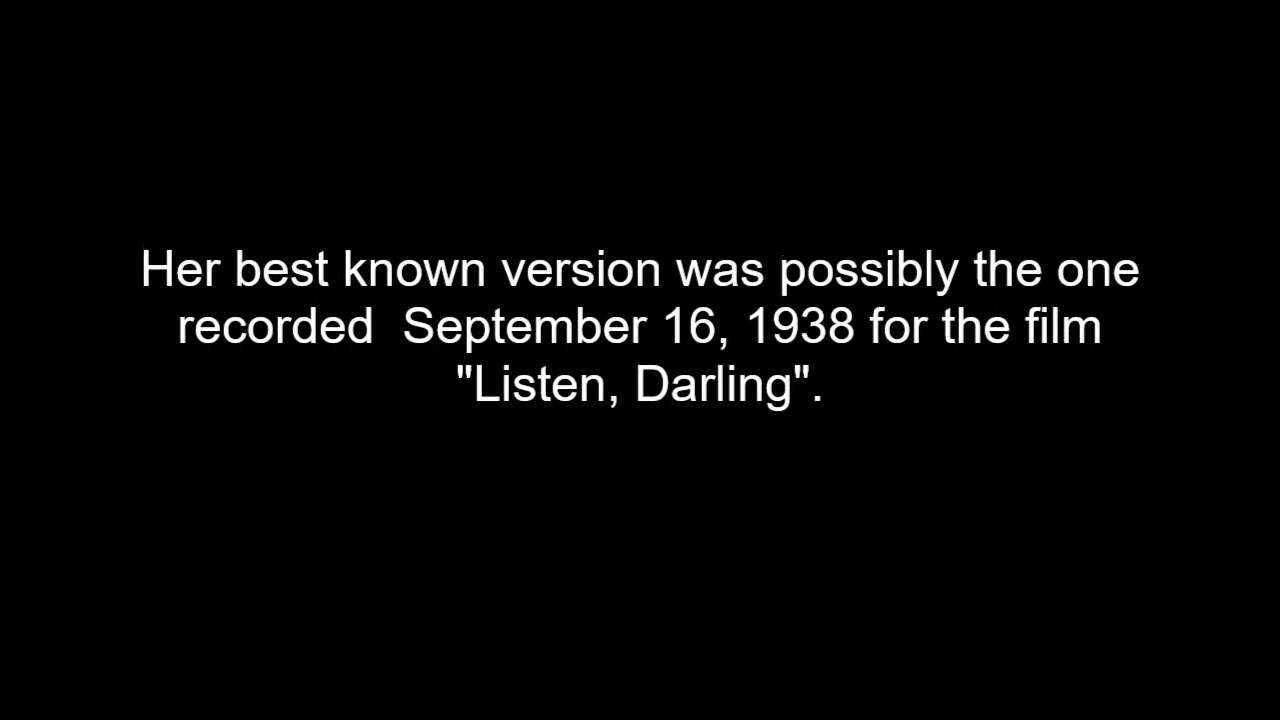 Her best known version was possibly the one
recorded  September 16, 1938 for the film
"Listen, Darling".